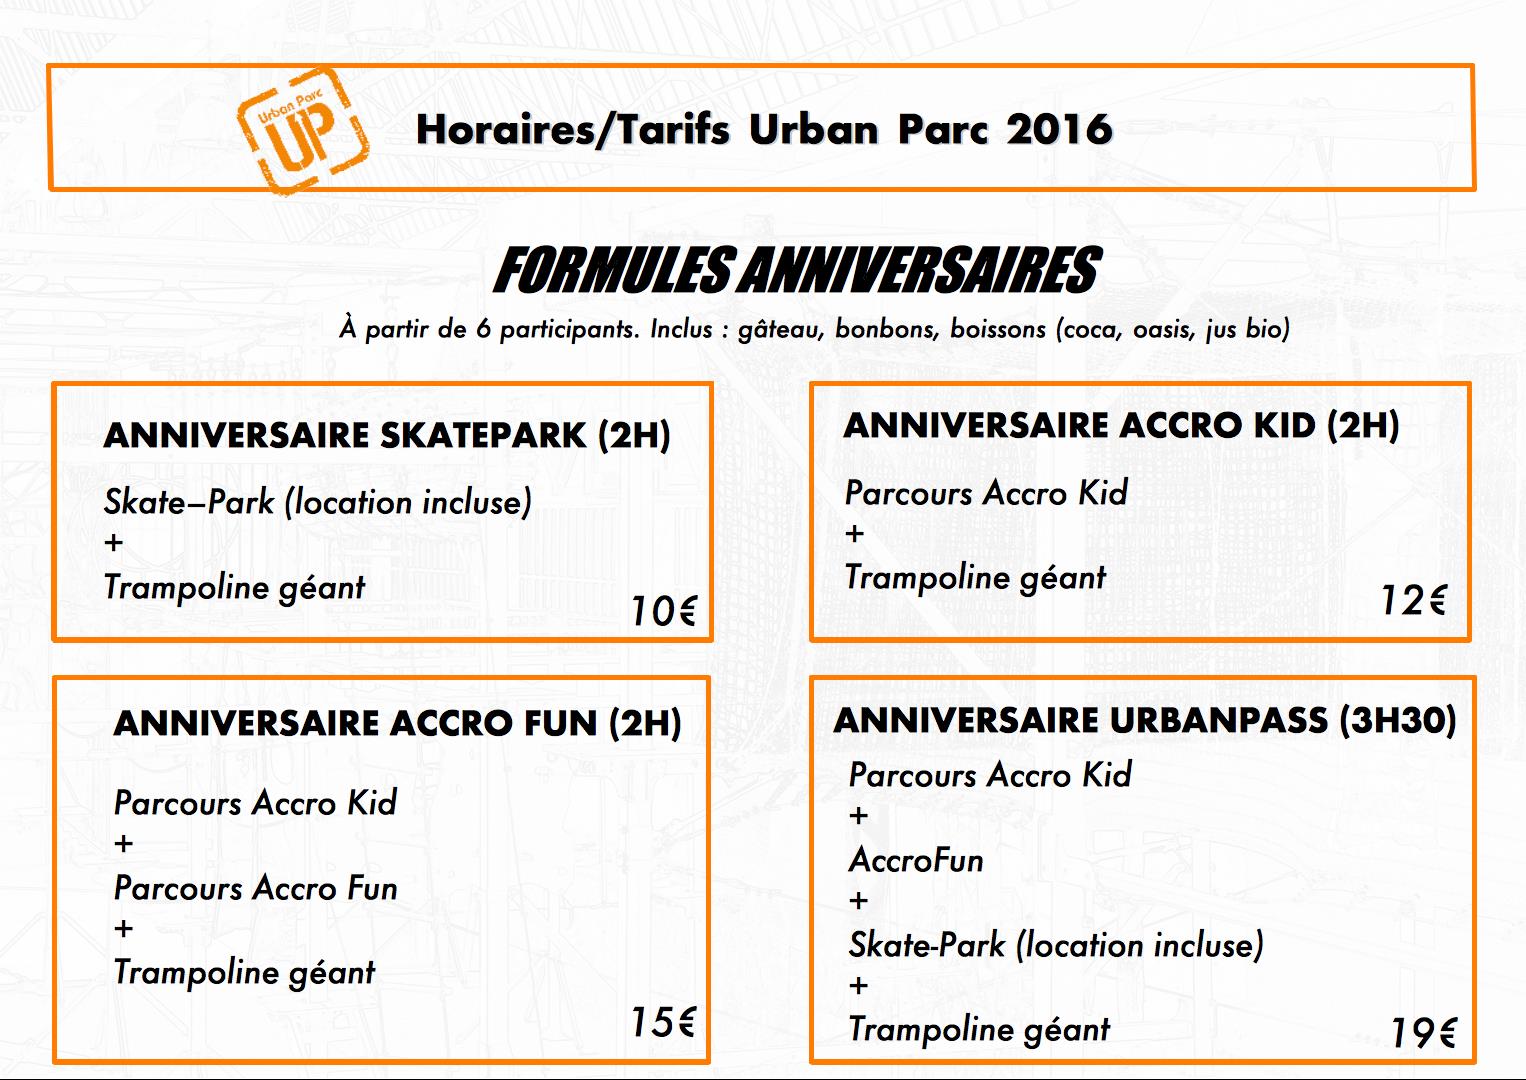 Urban Parc
UP
Horaires/Tarifs Urban Parc 2016
FORMULES ANNIVERSAIRES
À partir de 6 participants. Inclus : gâteau, bonbons, boissons (coca, oasis, jus bio)
ANNIVERSAIRE SKATEPARK (2H)
Skate–Park (location incluse)
+
Trampoline géant
10€
ANNIVERSAIRE ACCRO KID (2H)
Parcours Accro Kid
+
Trampoline géant
12€
ANNIVERSAIRE ACCRO FUN (2H)
Parcours Accro Kid
+
Parcours Accro Fun
+
Trampoline géant
15€
ANNIVERSAIRE URBANPASS (3H30)
Parcours Accro Kid
+
AccroFun
+
Skate-Park (location incluse)
+
Trampoline géant
19€